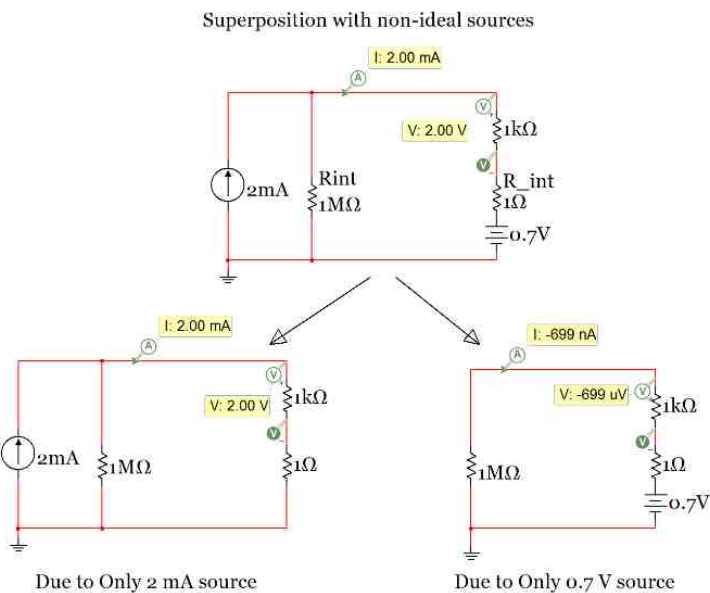 Superposition with non-ideal sources
I: 2.00 mA
A
V
V: 2.00 V
1kΩ
V
2mA
Rint
1MΩ
R_int
1Ω
0.7V
I: 2.00 mA
A
V
V: 2.00 V
1kΩ
V
2mA
1MΩ
1Ω
I: -699 nA
A
V: -699 uV
V
1kΩ
V
1MΩ
1Ω
0.7V
Due to Only 2 mA source
Due to Only 0.7 V source